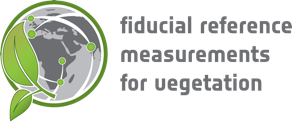 fiducial reference
measurements
for vegetation